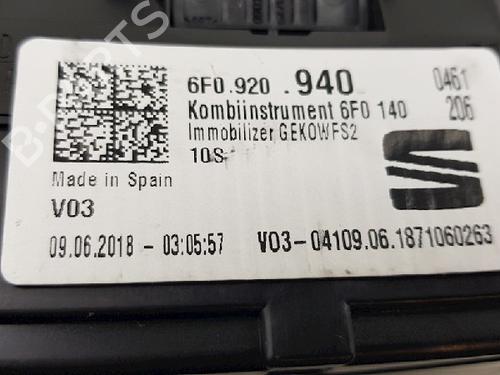 6F0.920 .940 0461
Kombiinstrument 6F0 140 206
Immobilizer GEKOWFS2
10S
Made in Spain
V03
09.06.2018 - 03:05:57 V03-04109.06.1871060263
B-PARTS